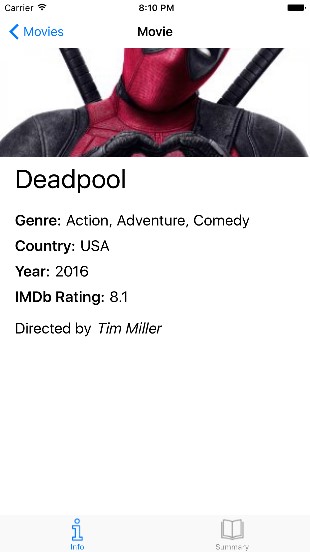 Carrier 8:10 PM
Movies Movie
Deadpool
Genre: Action, Adventure, Comedy
Country: USA
Year: 2016
IMDb Rating: 8.1
Directed by Tim Miller
Info Summary